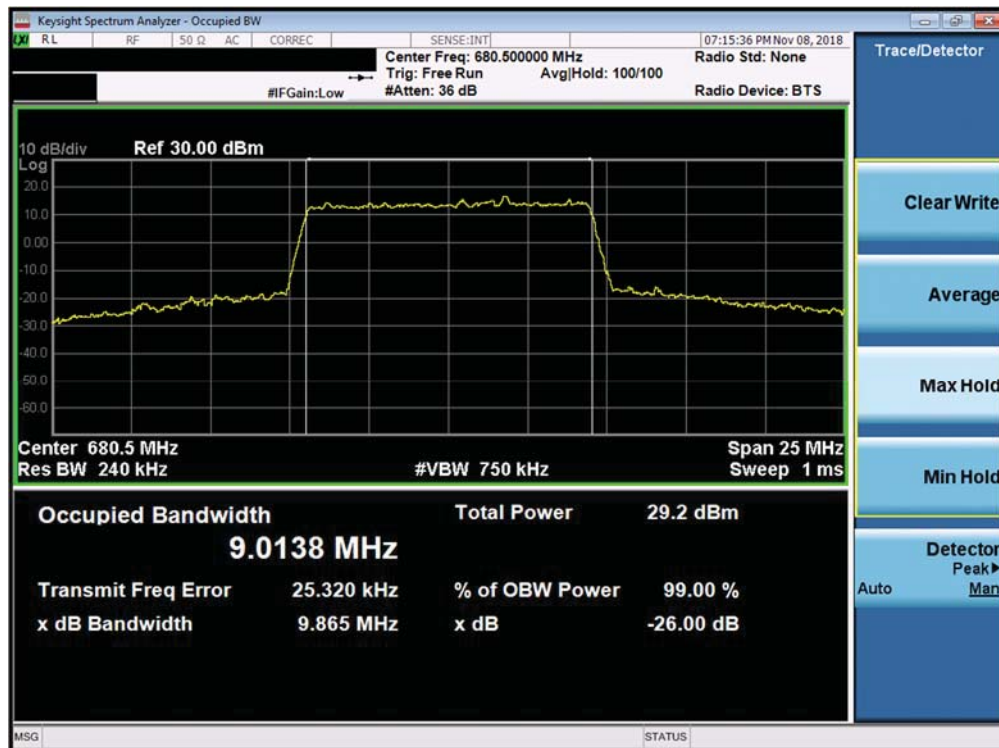 Keysight Spectrum Analyzer - Occupied BW
RL RF 50 Ω AC CORREC SENSE:INT 07:15:36 PM Nov 08, 2018
Center Freq: 680.500000 MHz Radio Std: None
Trig: Free Run Avg|Hold: 100/100
#IFGain:Low #Atten: 36 dB Radio Device: BTS
10 dB/div Ref 30.00 dBm
Log
20.0
10.0
0.00
-10.0
-20.0
-30.0
-40.0
-50.0
-60.0
Center 680.5 MHz Span 25 MHz
Res BW 240 kHz #VBW 750 kHz Sweep 1 ms
Occupied Bandwidth Total Power 29.2 dBm
9.0138 MHz
Transmit Freq Error 25.320 kHz % of OBW Power 99.00 %
x dB Bandwidth 9.865 MHz x dB -26.00 dB
MSG STATUS
Trace/Detector
Clear Write
Average
Max Hold
Min Hold
Detector
Peak▶
Auto Man